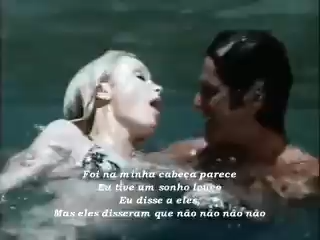 Foi na minha cabeça parece
Eu tive um sonho louco
Eu disse a eles,
Mas eles disseram que não não não não